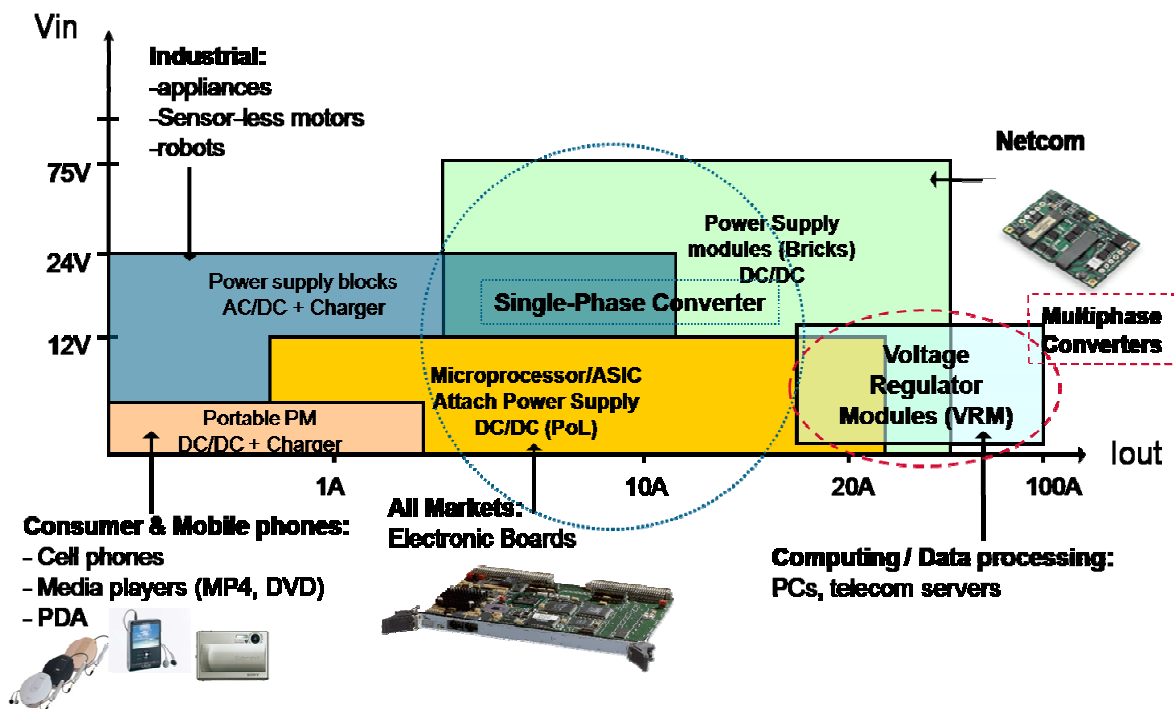 Vin
Industrial:
-appliances
-Sensor-less motors
-robots
75V
24V
12V
Netcom
Power Supply
modules (Bricks)
DC/DC
Power supply blocks
AC/DC + Charger
Single-Phase Converter
Multiphase
Converters
Voltage
Regulator
Modules (VRM)
Microprocessor/ASIC
Attach Power Supply
DC/DC (PoL)
Portable PM
DC/DC + Charger
Iout
1A
10A
20A
100A
Consumer & Mobile phones:
- Cell phones
- Media players (MP4, DVD)
- PDA
All Markets:
Electronic Boards
Computing / Data processing:
PCs, telecom servers